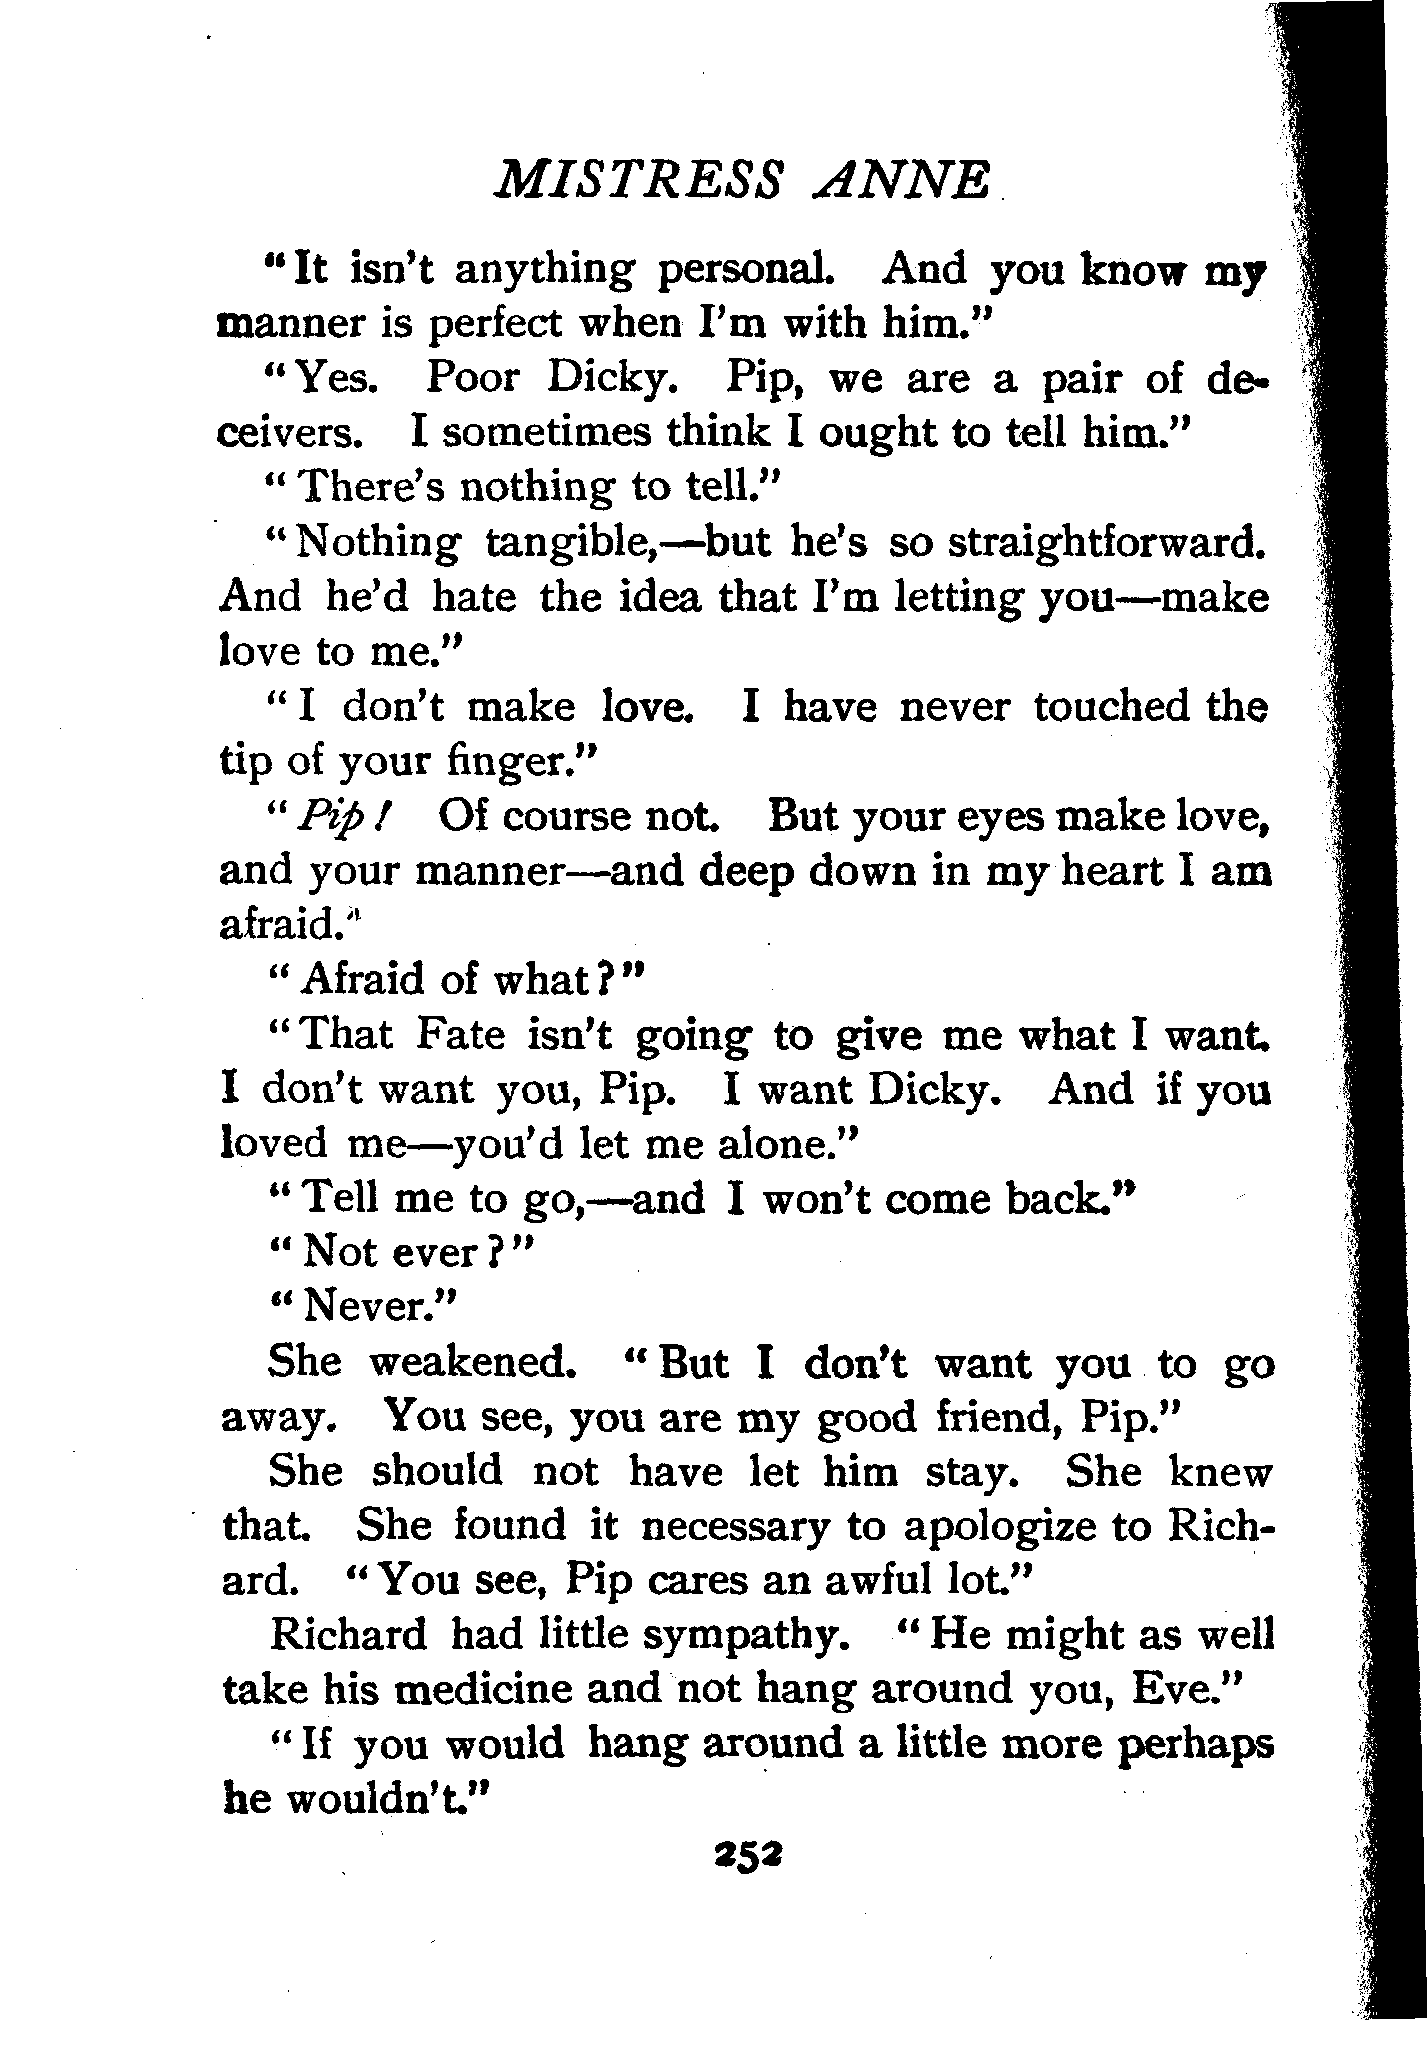 MISTRESS ANNE
"It isn't anything personal. And you know my
manner is perfect when I'm with him."
"Yes. Poor Dicky. Pip, we are a pair of de-
ceivers. I sometimes think I ought to tell him."
"There's nothing to tell."
"Nothing tangible,—but he's so straightforward.
And he'd hate the idea that I'm letting you—make
love to me."
"I don't make love. I have never touched the
tip of your finger."
"Pip! Of course not. But your eyes make love,
and your manner—and deep down in my heart I am
afraid."
"Afraid of what?"
"That Fate isn't going to give me what I want.
I don't want you, Pip. I want Dicky. And if you
loved me—you'd let me alone."
"Tell me to go,—and I won't come back."
"Not ever?"
"Never."
She weakened. "But I don't want you to go
away. You see, you are my good friend, Pip."
She should not have let him stay. She knew
that. She found it necessary to apologize to Rich-
ard. "You see, Pip cares an awful lot."
Richard had little sympathy. "He might as well
take his medicine and not hang around you, Eve."
"If you would hang around a little more perhaps
he wouldn't."
252